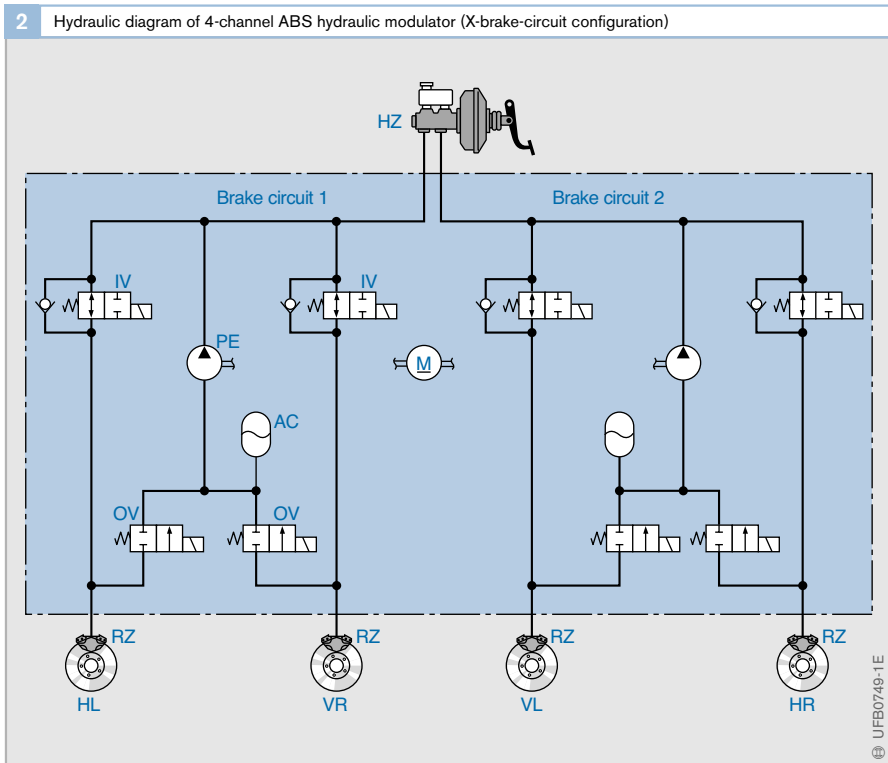 2 Hydraulic diagram of 4-channel ABS hydraulic modulator (X-brake-circuit configuration)
HZ
Brake circuit 1 Brake circuit 2
IV IV
PE
M
AC
OV OV
RZ RZ RZ RZ
HL VR VL HR
UFB0749-1E